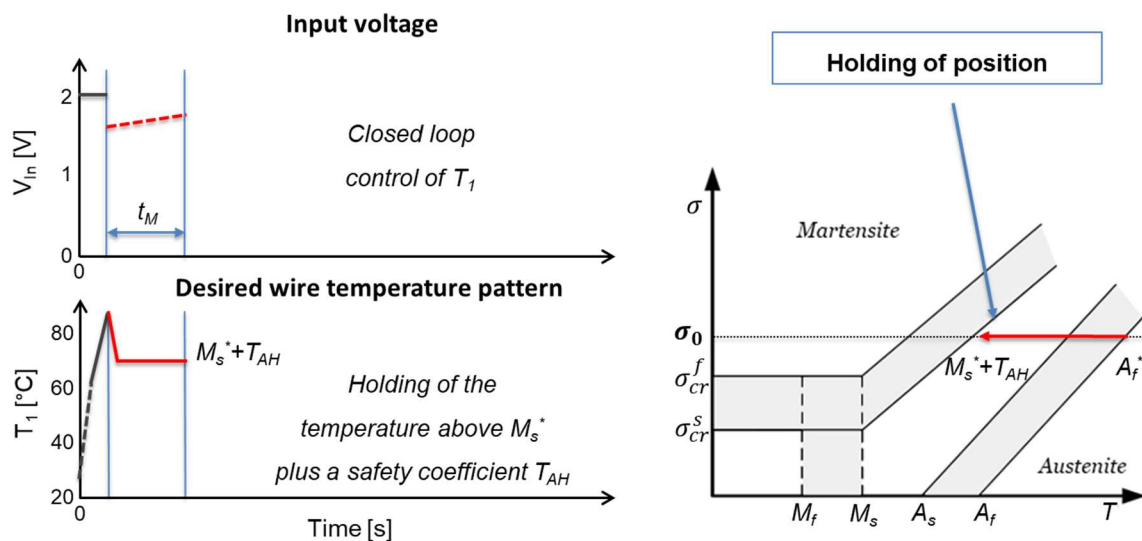 Input voltage
V_In [V]
2
1
0
0
t_M
Closed loop
control of T_1
Desired wire temperature pattern
T_1 [°C]
80
60
40
20
0
M_s^*+T_AH
Holding of the
temperature above M_s^*
plus a safety coefficient T_AH
Time [s]
Holding of position
σ
Martensite
σ_0
σ_cr^f
σ_cr^s
M_s^*+T_AH
A_f^*
Austenite
M_f
M_s
A_s
A_f
T